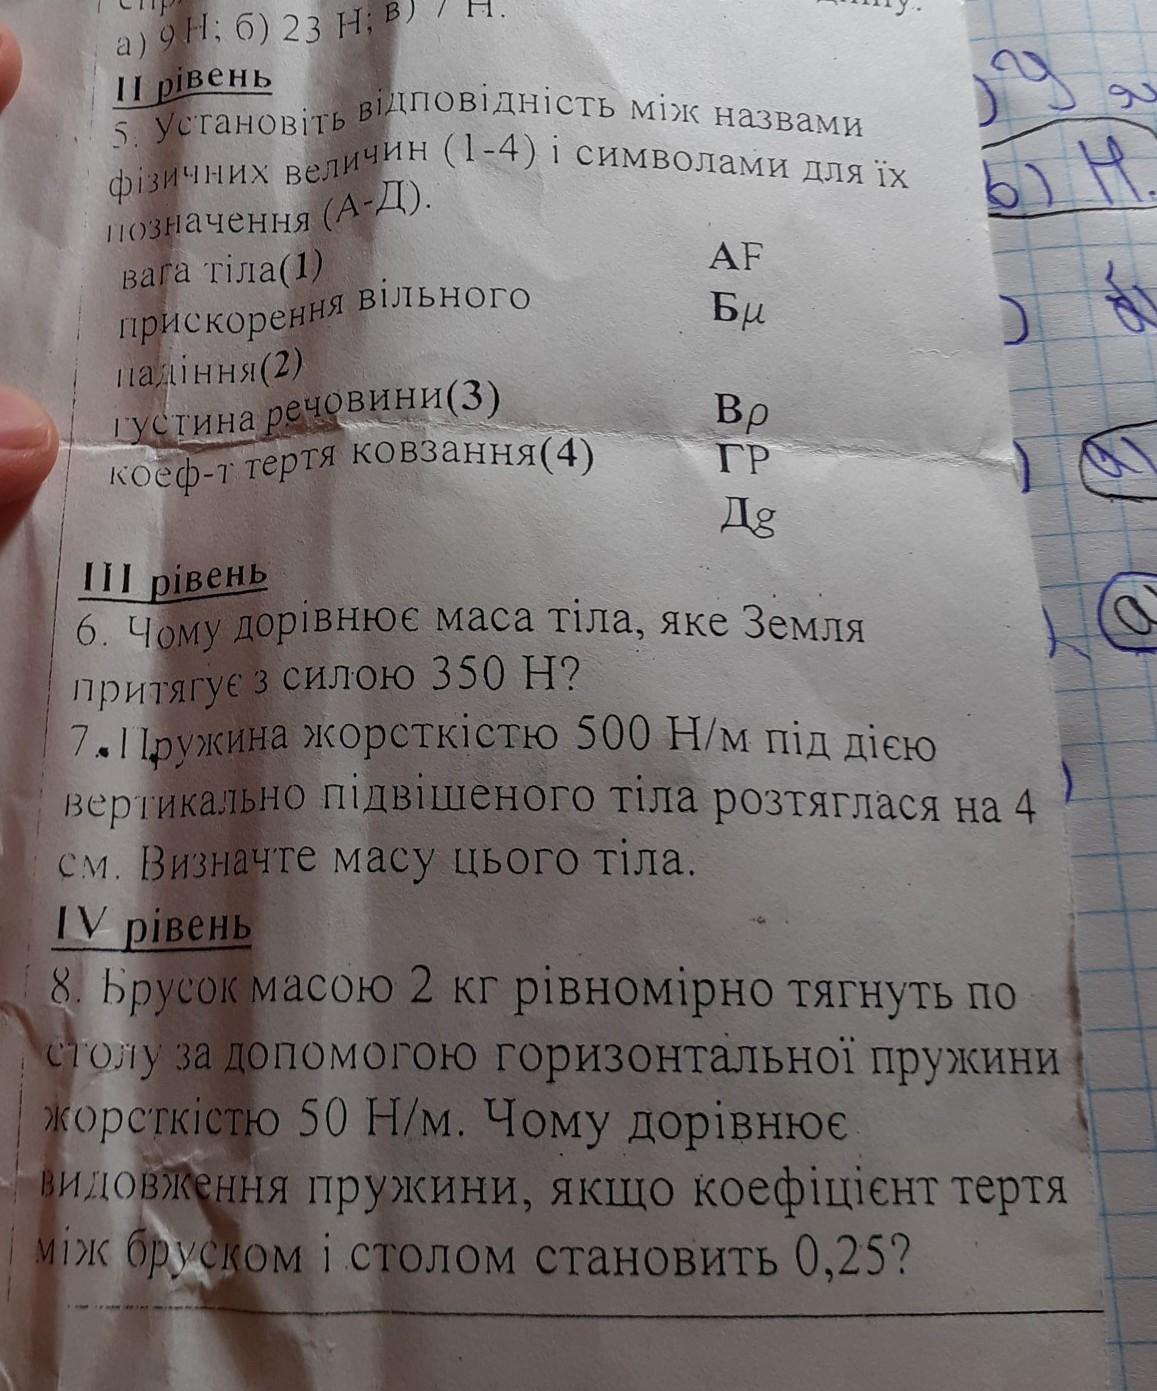 а) 9 Н; б) 23 Н; в) 7 Н.
II рівень
5. Установіть відповідність між назвами
фізичних величин (1-4) і символами для їх
позначення (А-Д).
вага тіла(1) АF
прискорення вільного Бμ
падіння(2)
густина речовини(3) Вρ
коеф-т тертя ковзання(4) ГР
Дg
III рівень
6. Чому дорівнює маса тіла, яке Земля
притягує з силою 350 Н?
7. Пружина жорсткістю 500 Н/м під дією
вертикально підвішеного тіла розтяглася на 4
см. Визначте масу цього тіла.
IV рівень
8. Брусок масою 2 кг рівномірно тягнуть по
столу за допомогою горизонтальної пружини
жорсткістю 50 Н/м. Чому дорівнює
видовження пружини, якщо коефіцієнт тертя
між бруском і столом становить 0,25?
б) Н.
а)
а